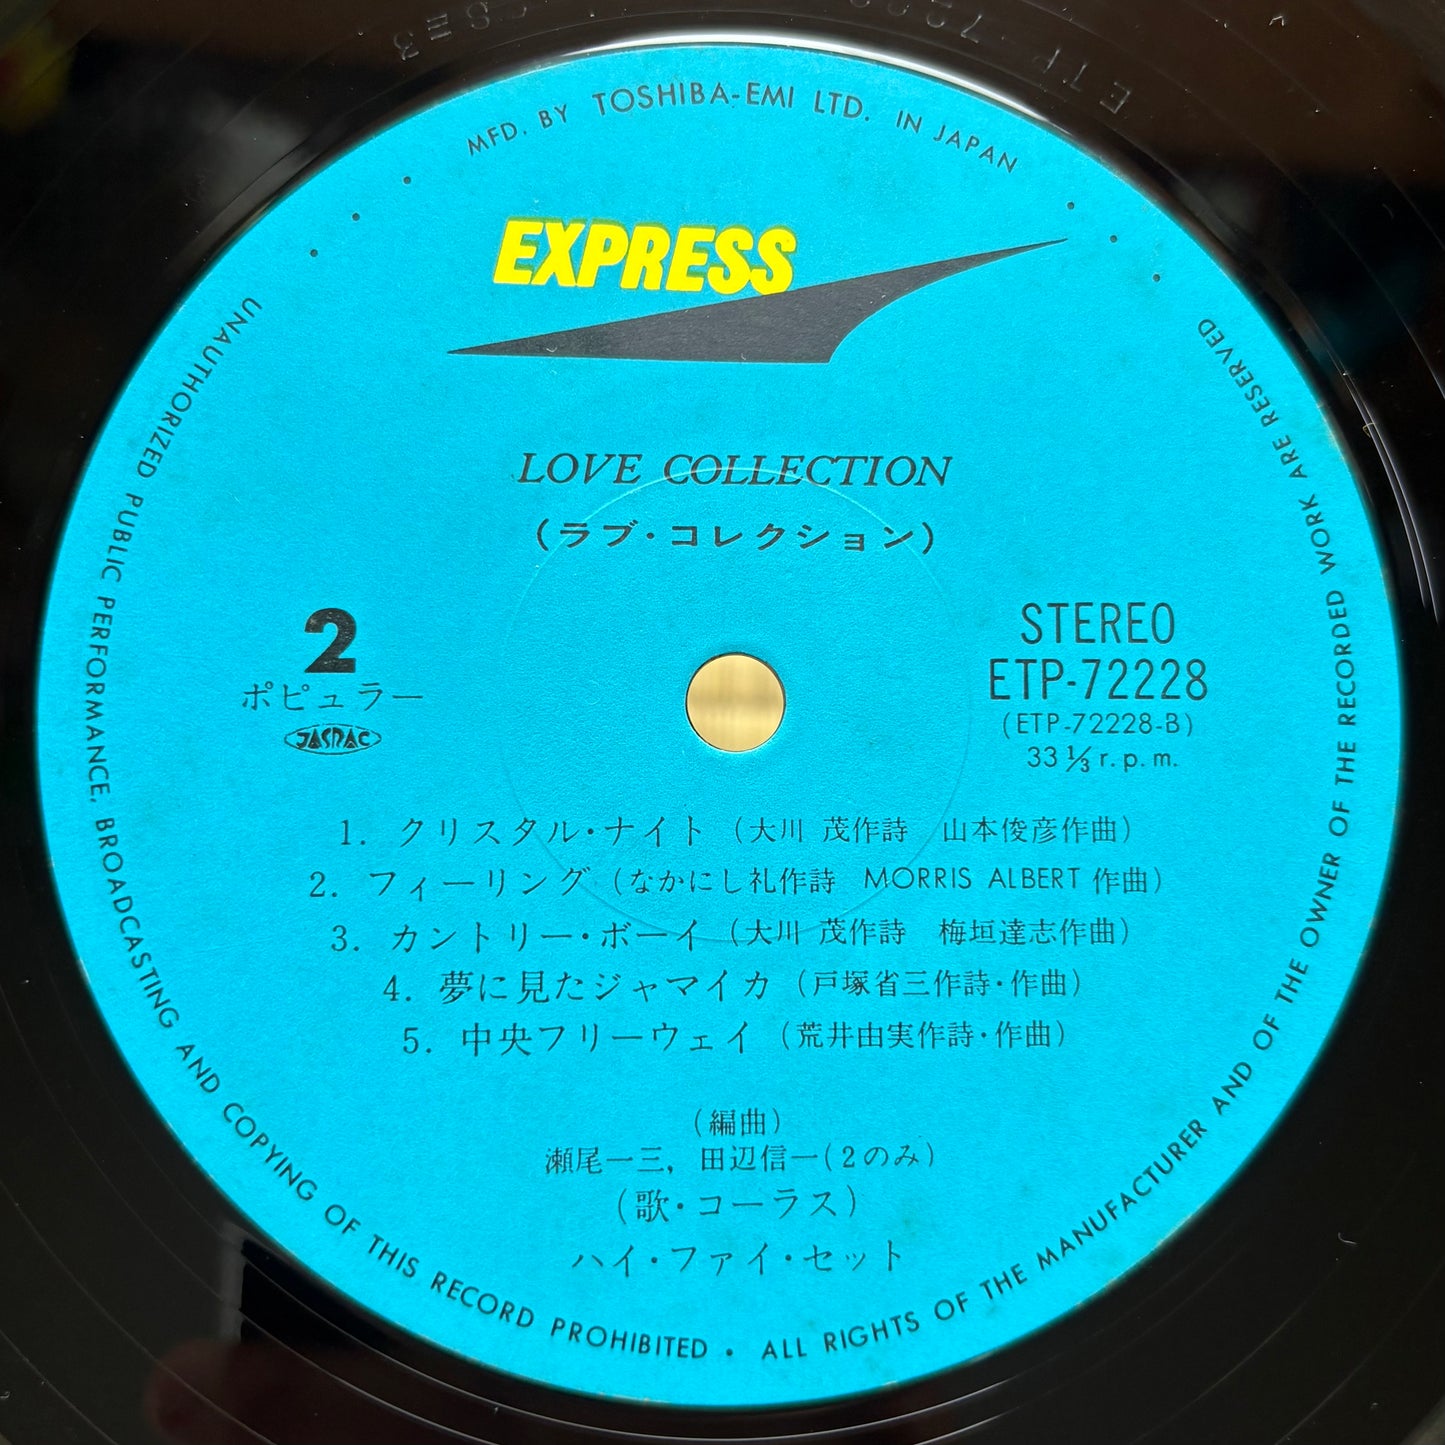 MFD. BY TOSHIBA-EMI LTD. IN JAPAN
EXPRESS
LOVE COLLECTION
(ラブ・コレクション)
2
ポピュラー
JASRAC
STEREO
ETP-72228
(ETP-72228-B)
33 1/3 r.p.m.
1. クリスタル・ナイト (大川 茂作詩 山本俊彦作曲)
2. フィーリング (なかにし礼作詩 MORRIS ALBERT 作曲)
3. カントリー・ボーイ (大川 茂作詩 梅垣達志作曲)
4. 夢に見たジャマイカ (戸塚省三作詩・作曲)
5. 中央フリーウェイ (荒井由実作詩・作曲)
(編曲)
瀬尾一三, 田辺信一(2のみ)
(歌・コーラス)
ハイ・ファイ・セット
UNAUTHORIZED PUBLIC PERFORMANCE, BROADCASTING AND COPYING OF THIS RECORD PROHIBITED • ALL RIGHTS OF THE MANUFACTURER AND OF THE OWNER OF THE RECORDED WORK ARE RESERVED